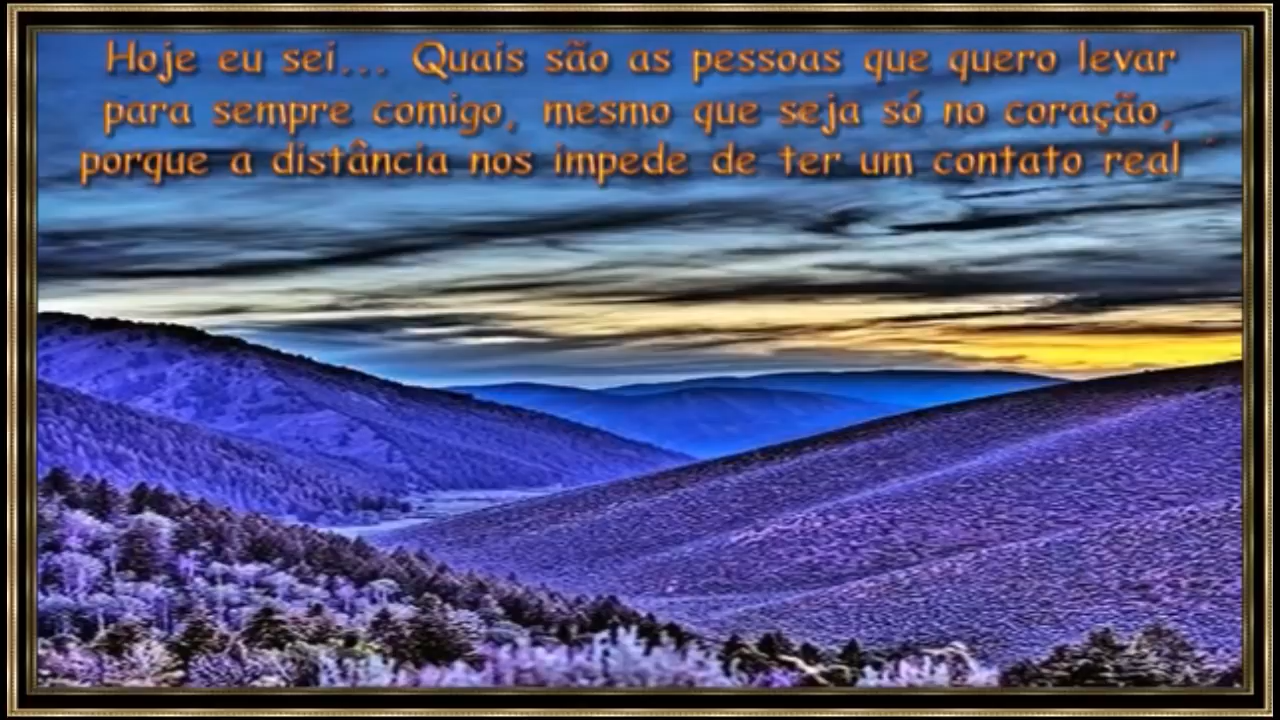 Hoje eu sei... Quais são as pessoas que quero levar
para sempre comigo, mesmo que seja só no coração,
porque a distância nos impede de ter um contato real